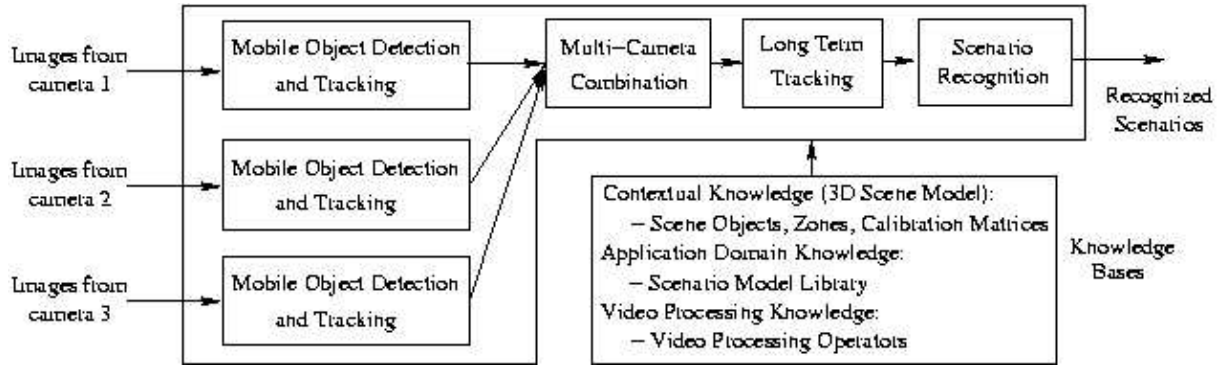 Images from
camera 1
Mobile Object Detection
and Tracking
Multi-Camera
Combination
Long Term
Tracking
Scenario
Recognition
Recognized
Scenarios
Images from
camera 2
Mobile Object Detection
and Tracking
Images from
camera 3
Mobile Object Detection
and Tracking
Contextual Knowledge (3D Scene Model):
- Scene Objects, Zones, Calibration Matrices
Application Domain Knowledge:
- Scenario Model Library
Video Processing Knowledge:
- Video Processing Operators
Knowledge
Bases